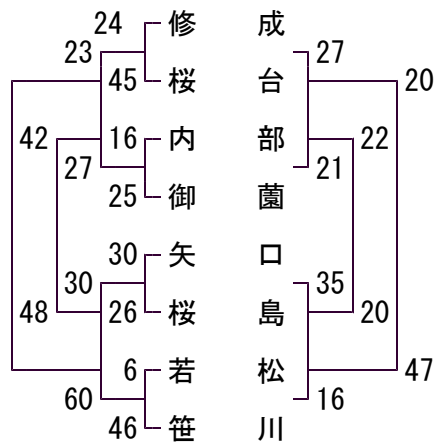 24 修 成
23 27
45 桜 台 20
42 16 内 部 22
27 21
25 御 薗
30 矢 口
30 35
48 26 桜 島 20
6 若 松 47
60 16
46 笹 川